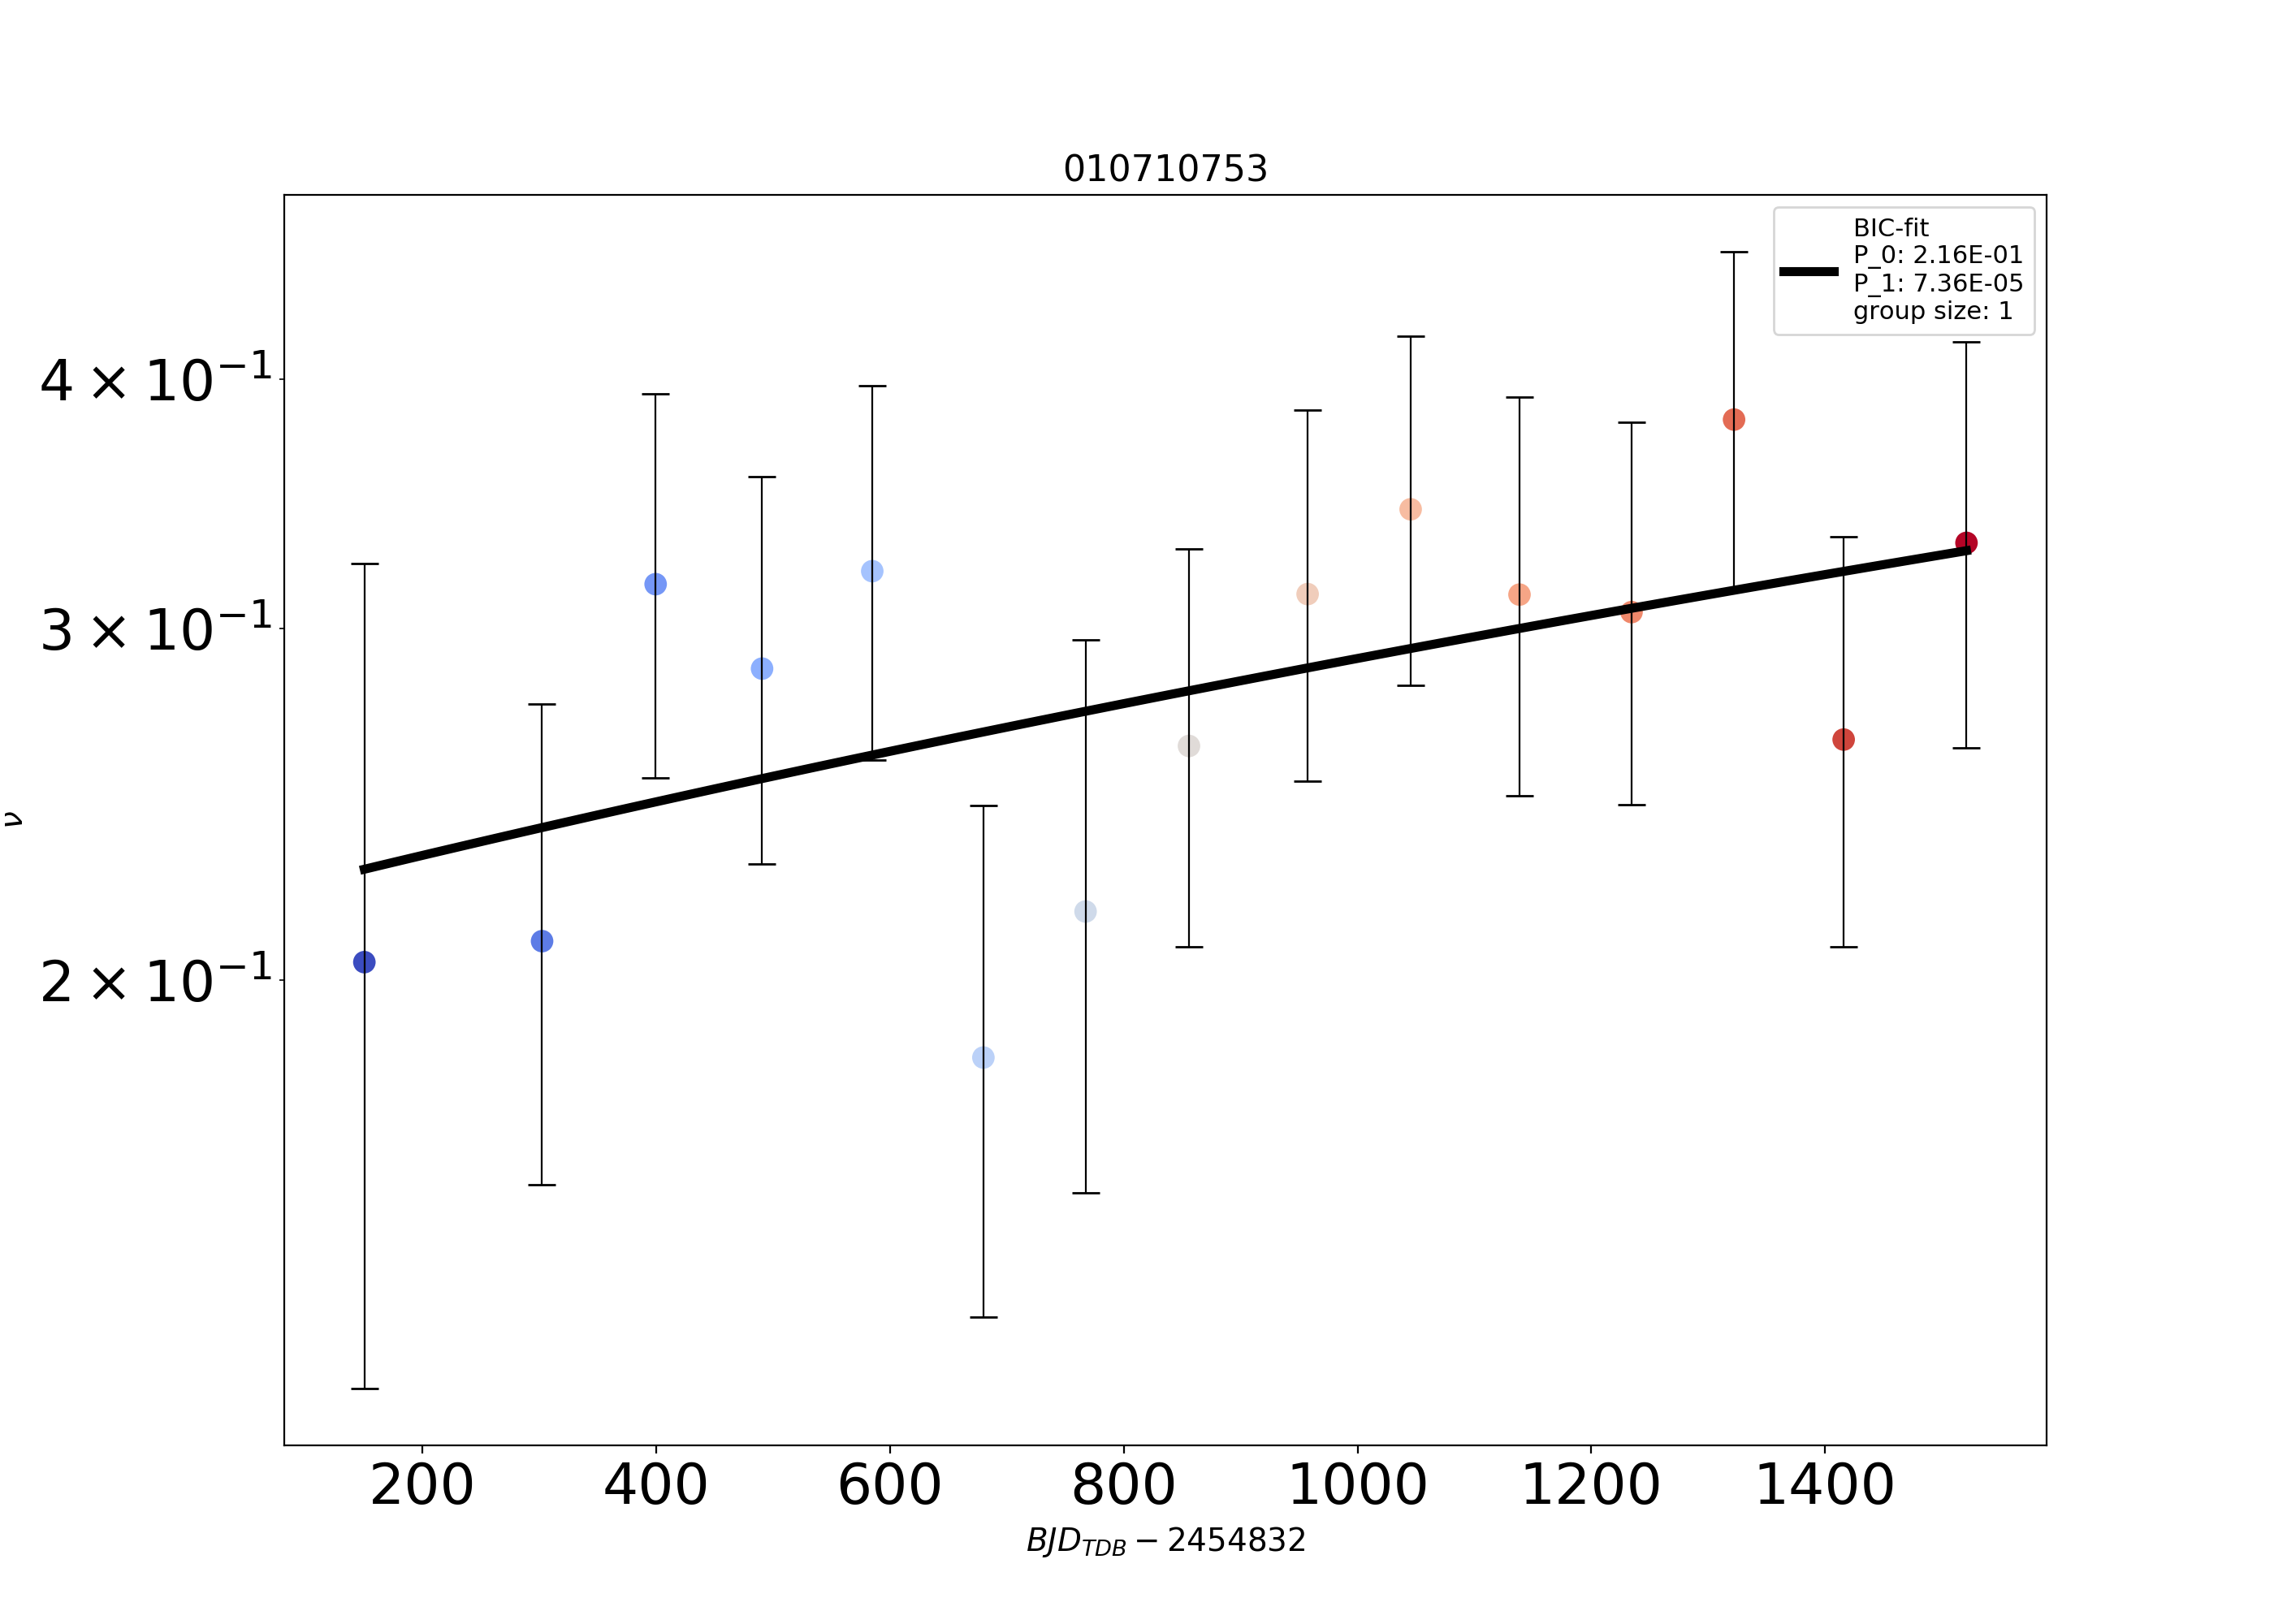 010710753
BIC-fit
P_0: 2.16E-01
P_1: 7.36E-05
group size: 1
4 × 10⁻¹
3 × 10⁻¹
2 × 10⁻¹
ν
200 400 600 800 1000 1200 1400
BJD_TDB − 2454832